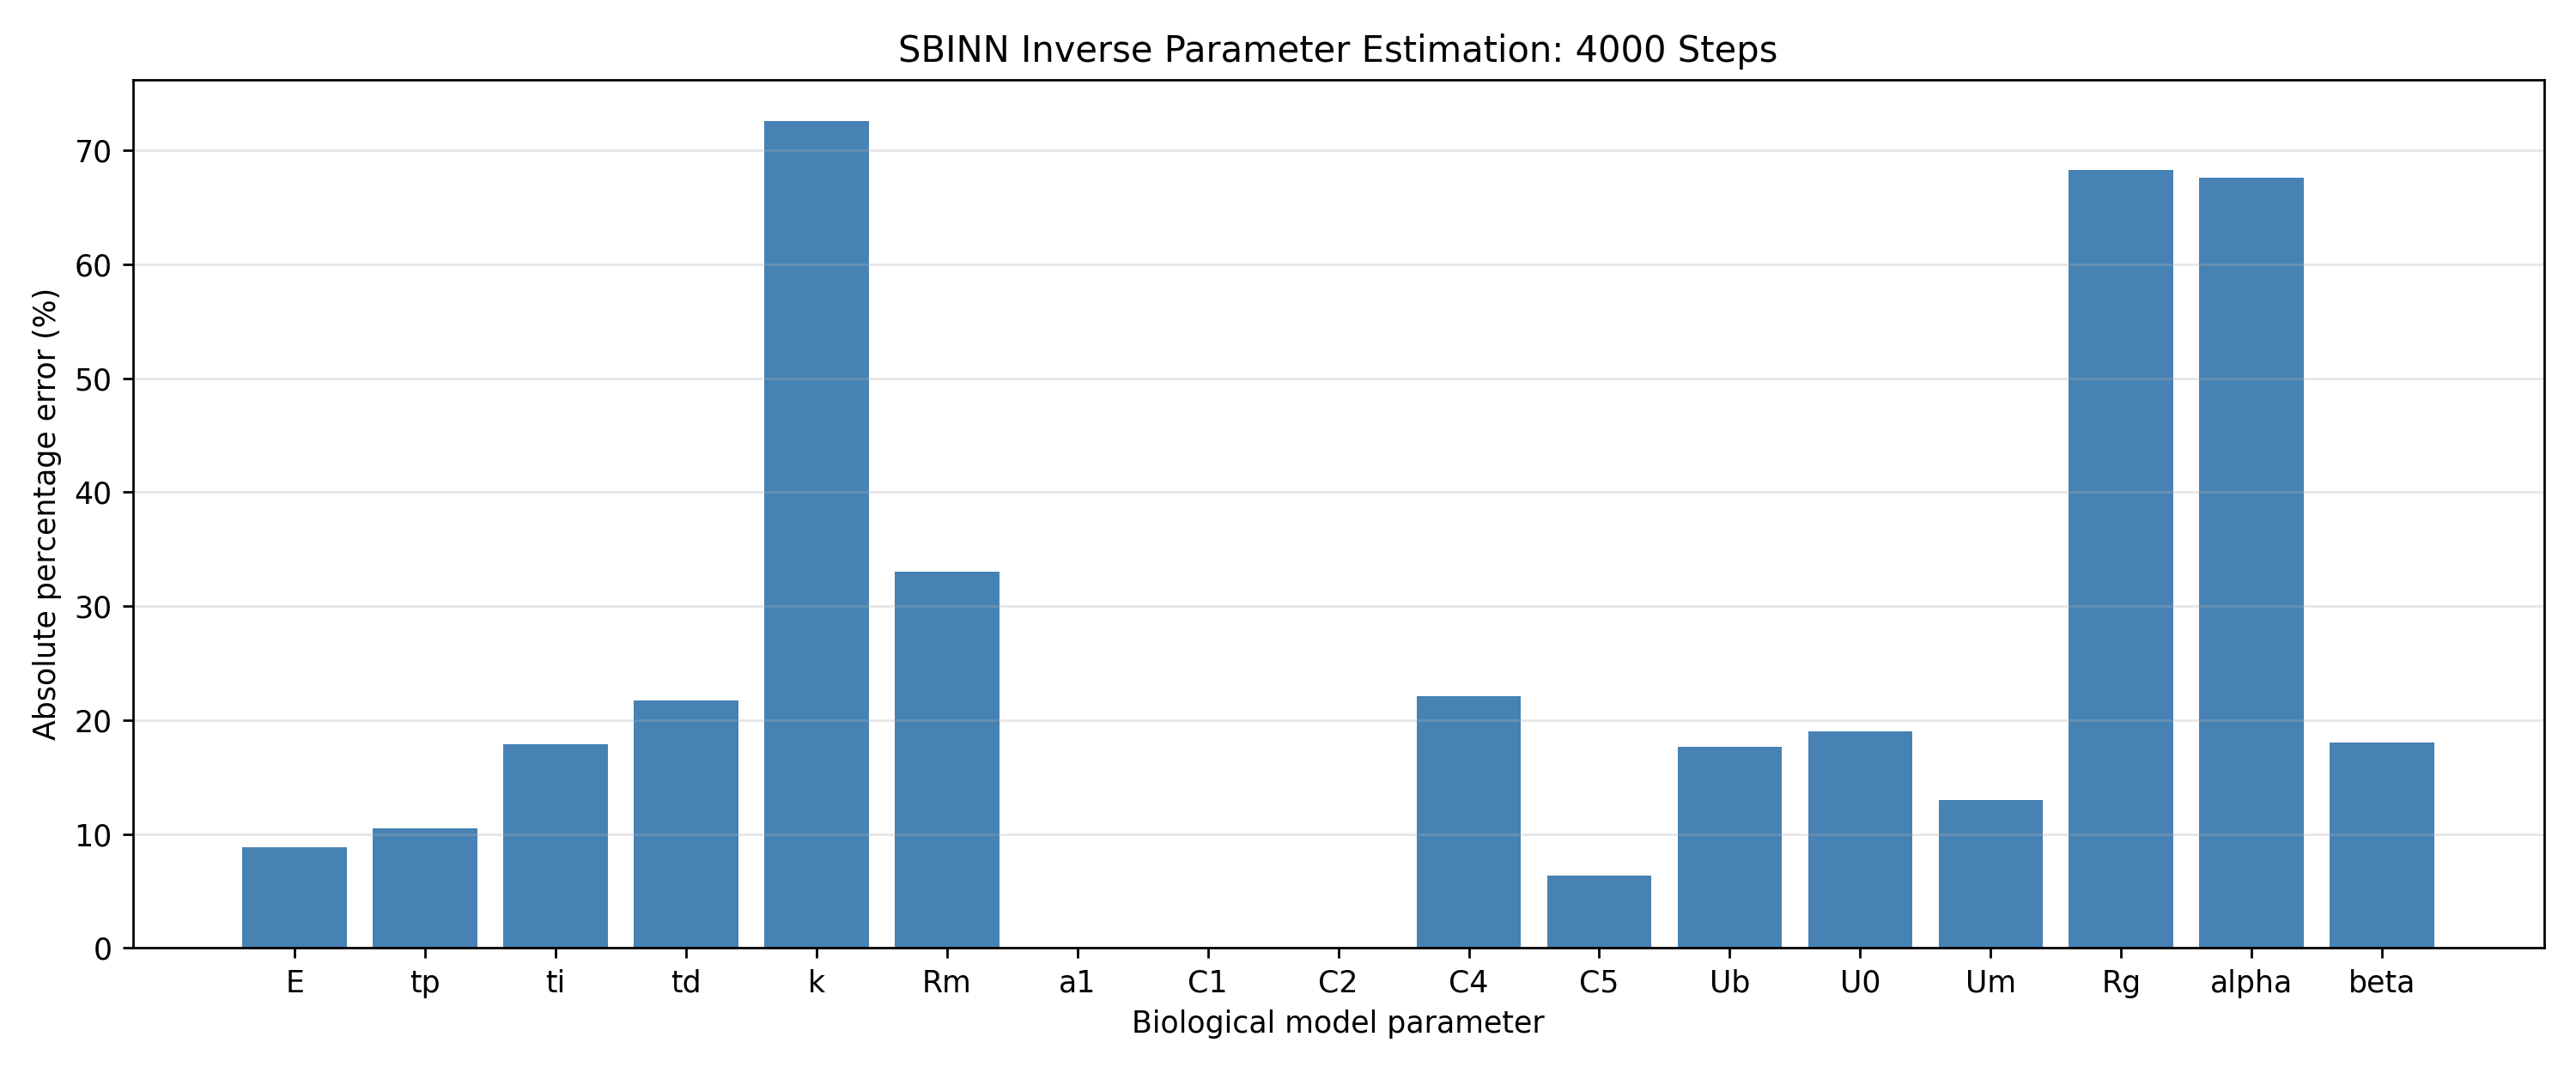 SBINN Inverse Parameter Estimation: 4000 Steps
Absolute percentage error (%)
70
60
50
40
30
20
10
0
E tp ti td k Rm a1 C1 C2 C4 C5 Ub U0 Um Rg alpha beta
Biological model parameter